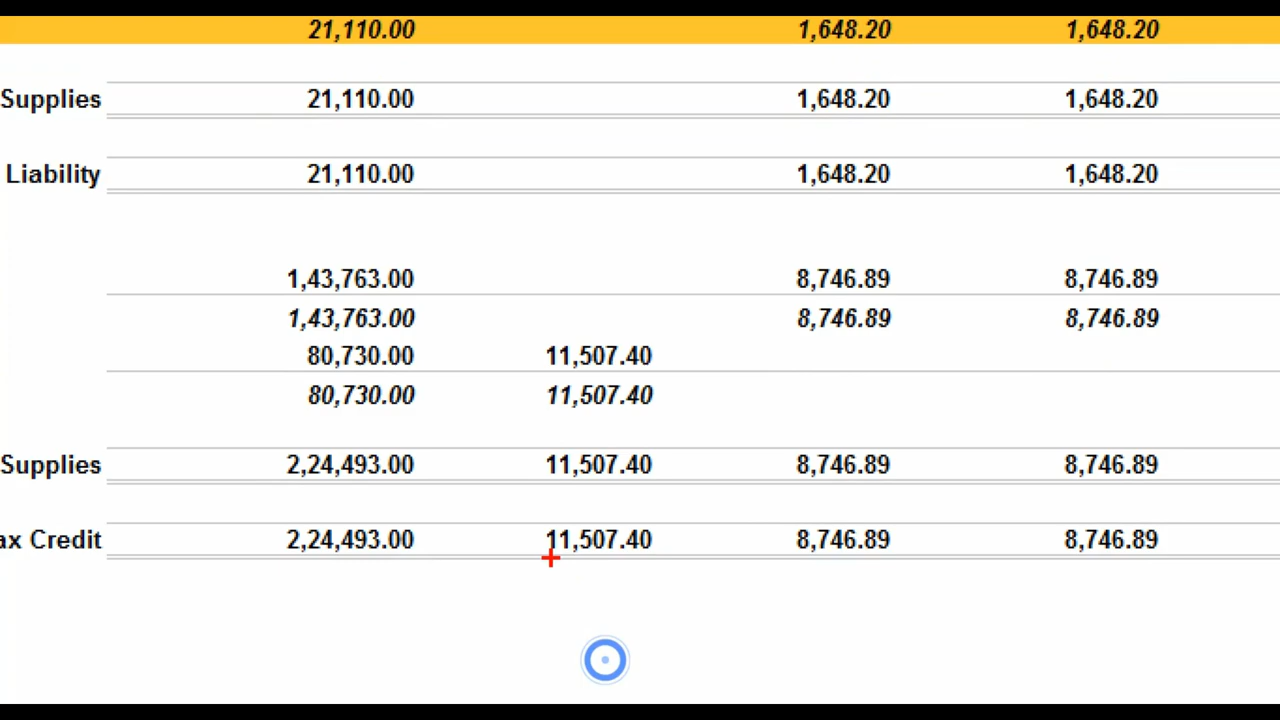 21,110.00 1,648.20 1,648.20
Supplies 21,110.00 1,648.20 1,648.20
Liability 21,110.00 1,648.20 1,648.20
1,43,763.00 8,746.89 8,746.89
1,43,763.00 8,746.89 8,746.89
80,730.00 11,507.40
80,730.00 11,507.40
Supplies 2,24,493.00 11,507.40 8,746.89 8,746.89
ax Credit 2,24,493.00 11,507.40 8,746.89 8,746.89